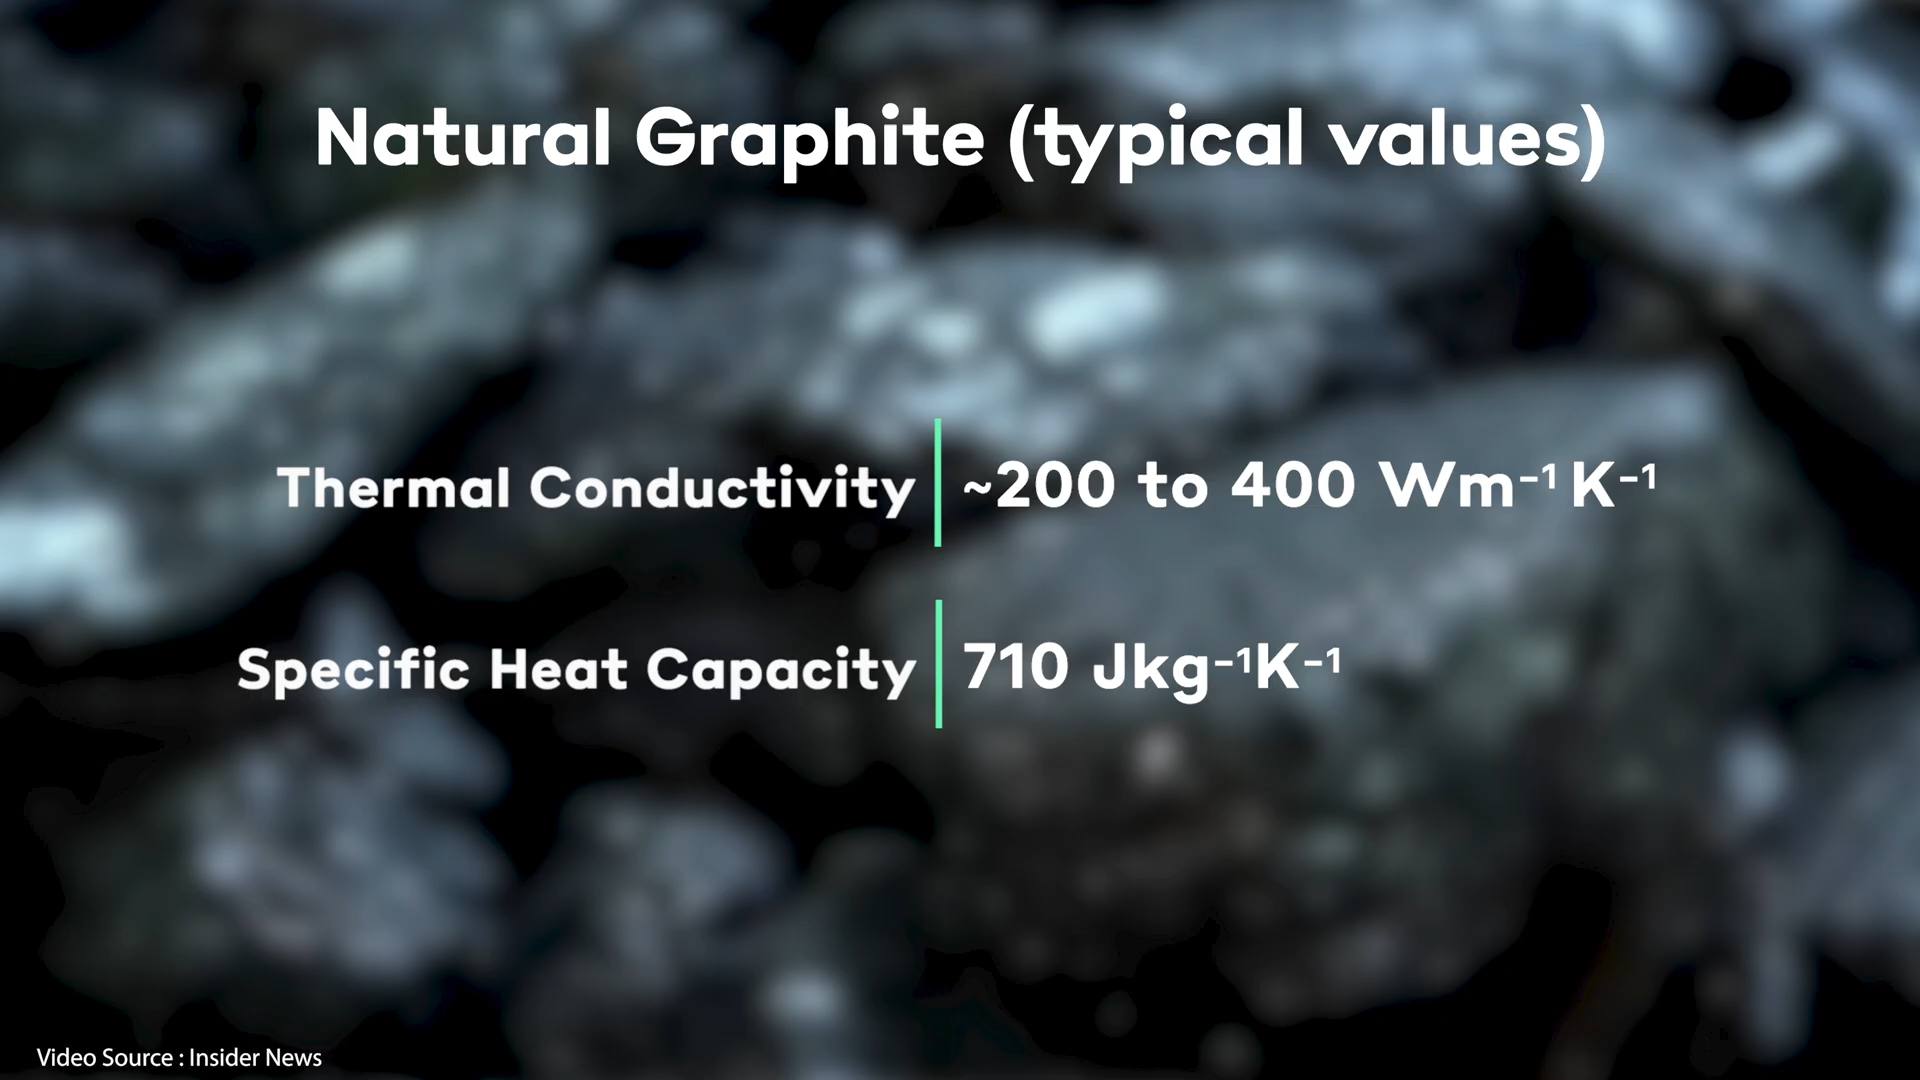 Natural Graphite (typical values)
Thermal Conductivity ~200 to 400 Wm⁻¹ K⁻¹
Specific Heat Capacity 710 Jkg⁻¹K⁻¹
Video Source : Insider News